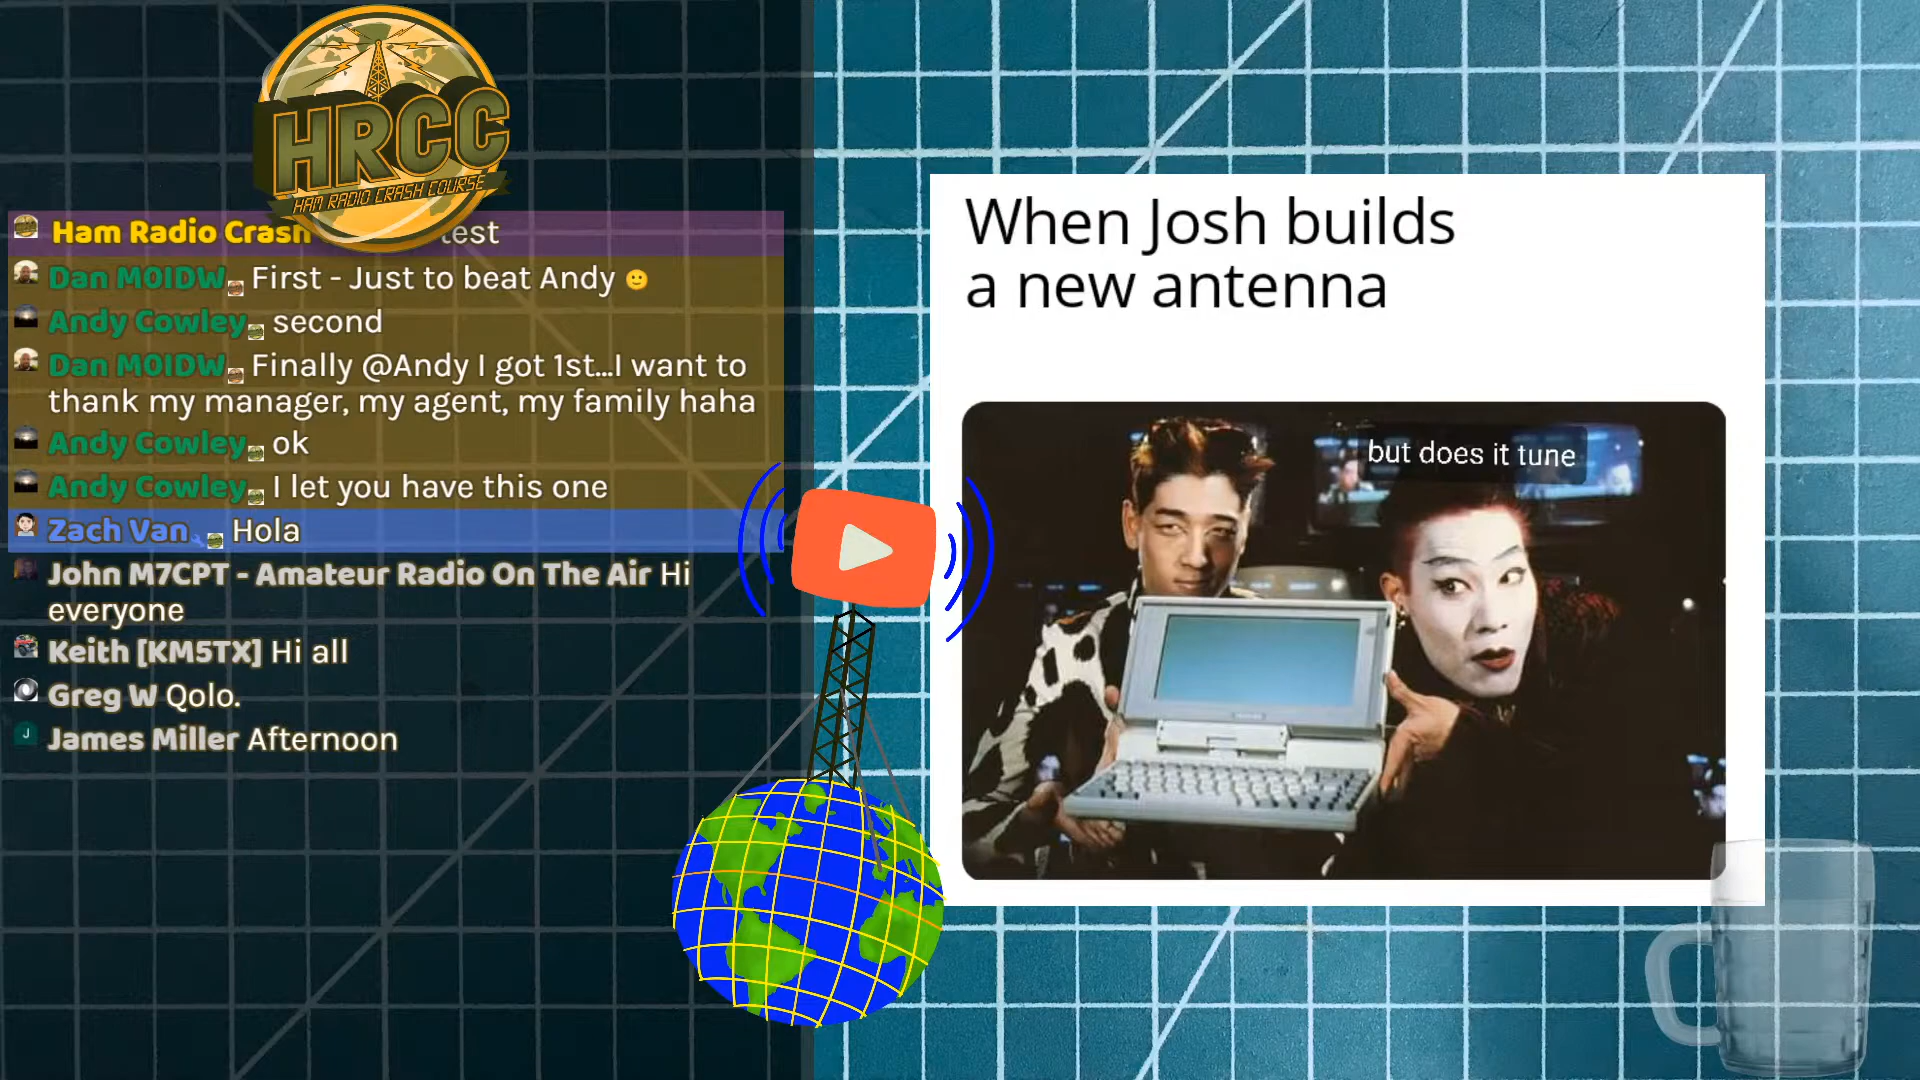 HRCC
HAM RADIO CRASH COURSE
Ham Radio Crash test
Dan M0IDW First - Just to beat Andy 🙂
Andy Cowley second
Dan M0IDW Finally @Andy I got 1st...I want to
thank my manager, my agent, my family haha
Andy Cowley ok
Andy Cowley I let you have this one
Zach Van Hola
John M7CPT - Amateur Radio On The Air Hi
everyone
Keith [KM5TX] Hi all
Greg W Qolo.
J
James Miller Afternoon
When Josh builds
a new antenna
but does it tune